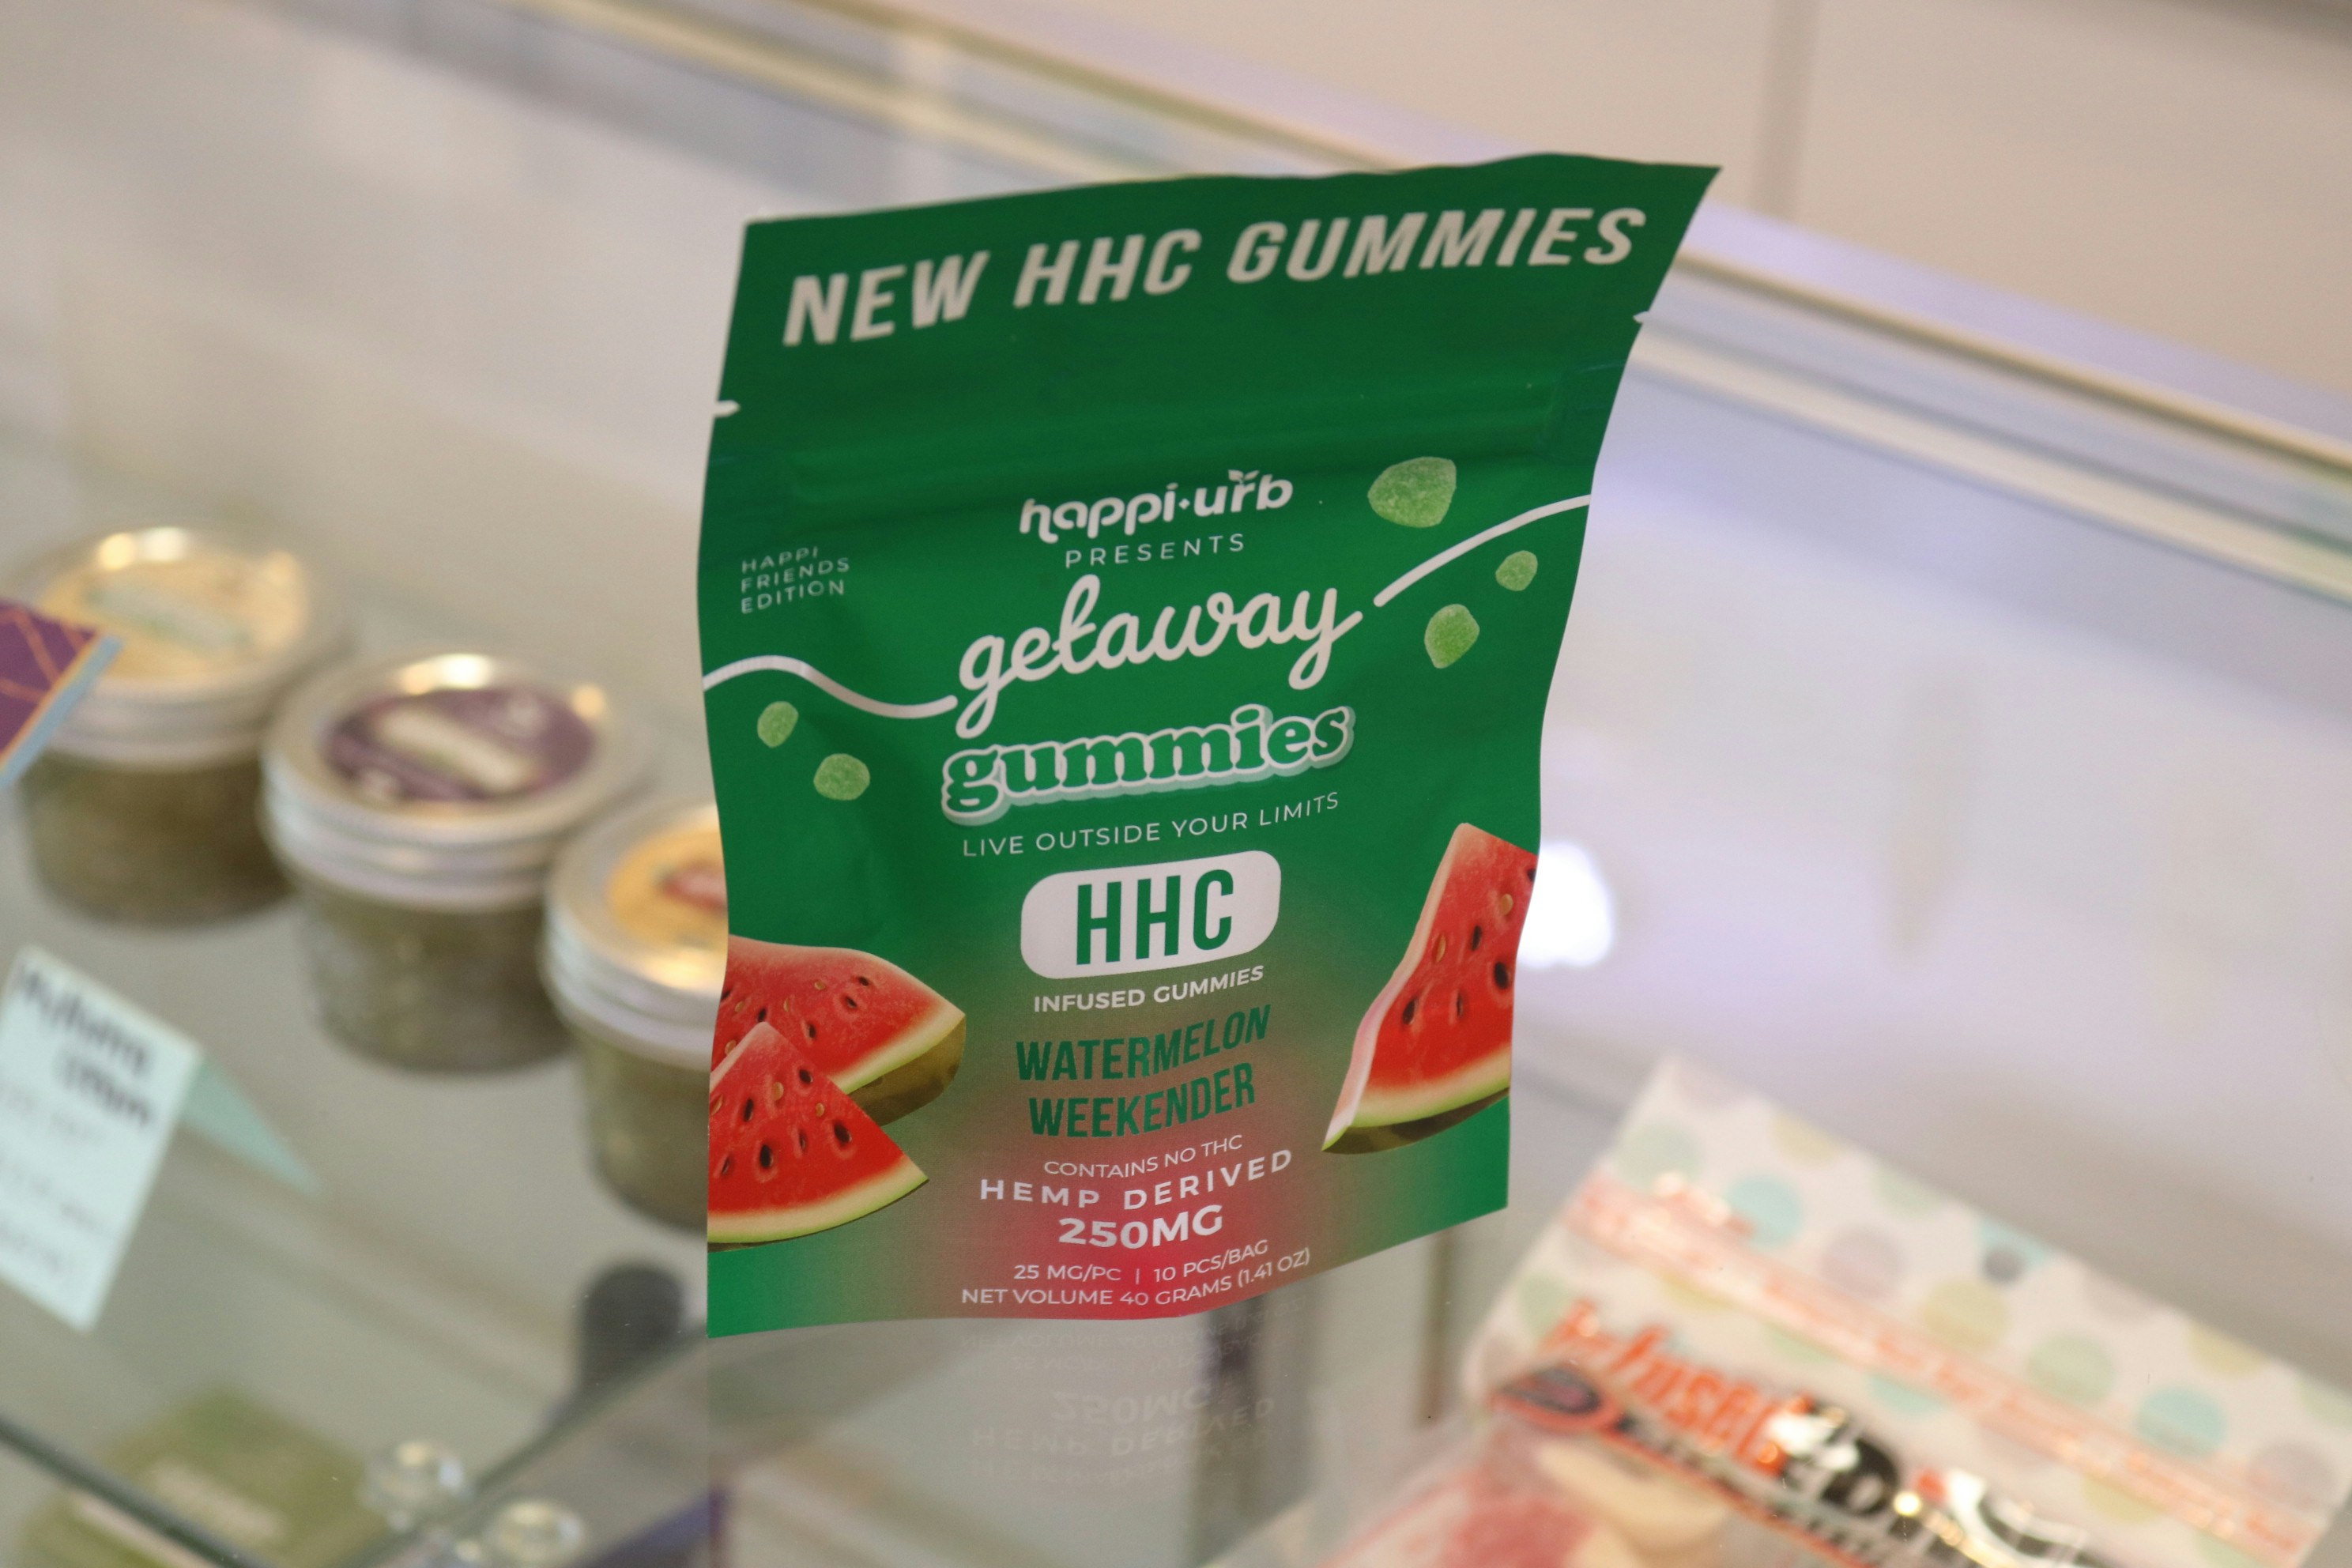 NEW HHC GUMMIES
happi·urb
PRESENTS
HAPPI
FRIENDS
EDITION
getaway
gummies
LIVE OUTSIDE YOUR LIMITS
HHC
INFUSED GUMMIES
WATERMELON
WEEKENDER
CONTAINS NO THC
HEMP DERIVED
250MG
25 MG/PC | 10 PCS/BAG
NET VOLUME 40 GRAMS (1.41 OZ)